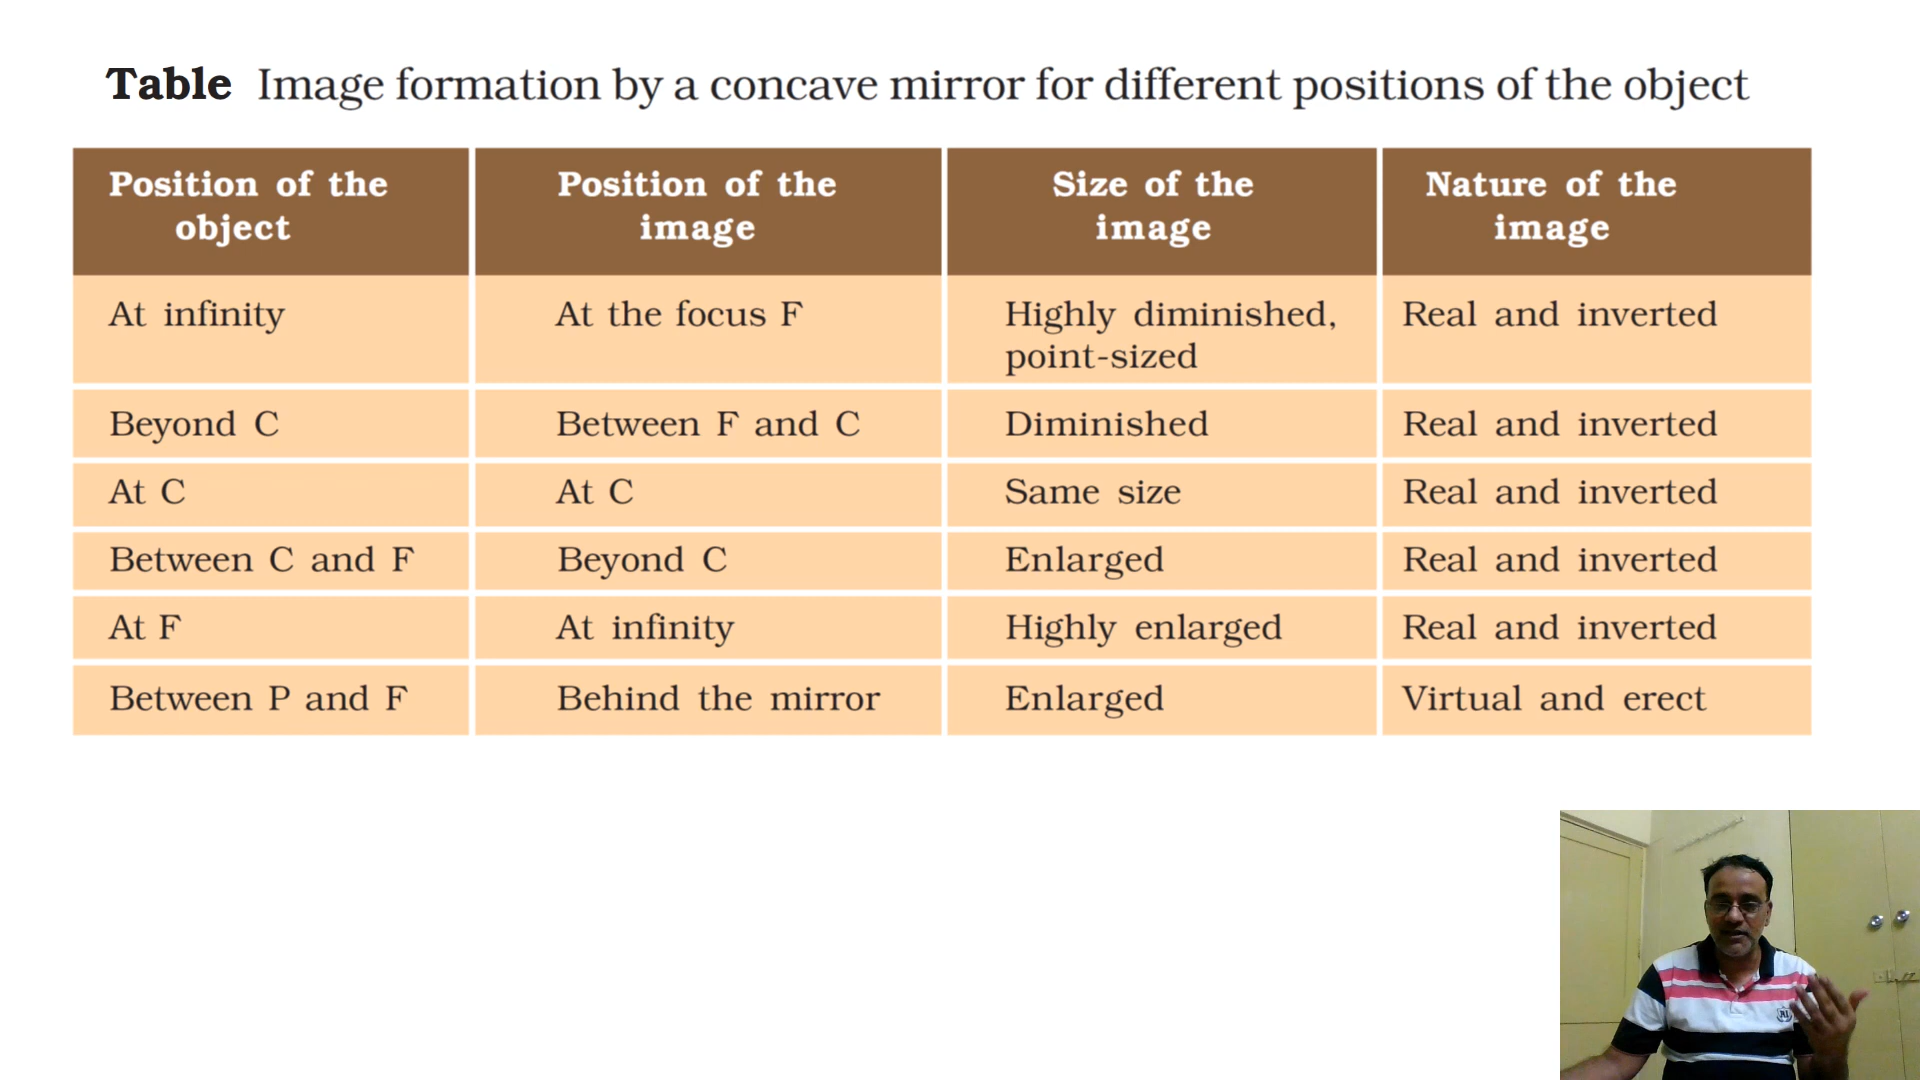 Table Image formation by a concave mirror for different positions of the object
Position of the object | Position of the image | Size of the image | Nature of the image
At infinity | At the focus F | Highly diminished, point-sized | Real and inverted
Beyond C | Between F and C | Diminished | Real and inverted
At C | At C | Same size | Real and inverted
Between C and F | Beyond C | Enlarged | Real and inverted
At F | At infinity | Highly enlarged | Real and inverted
Between P and F | Behind the mirror | Enlarged | Virtual and erect